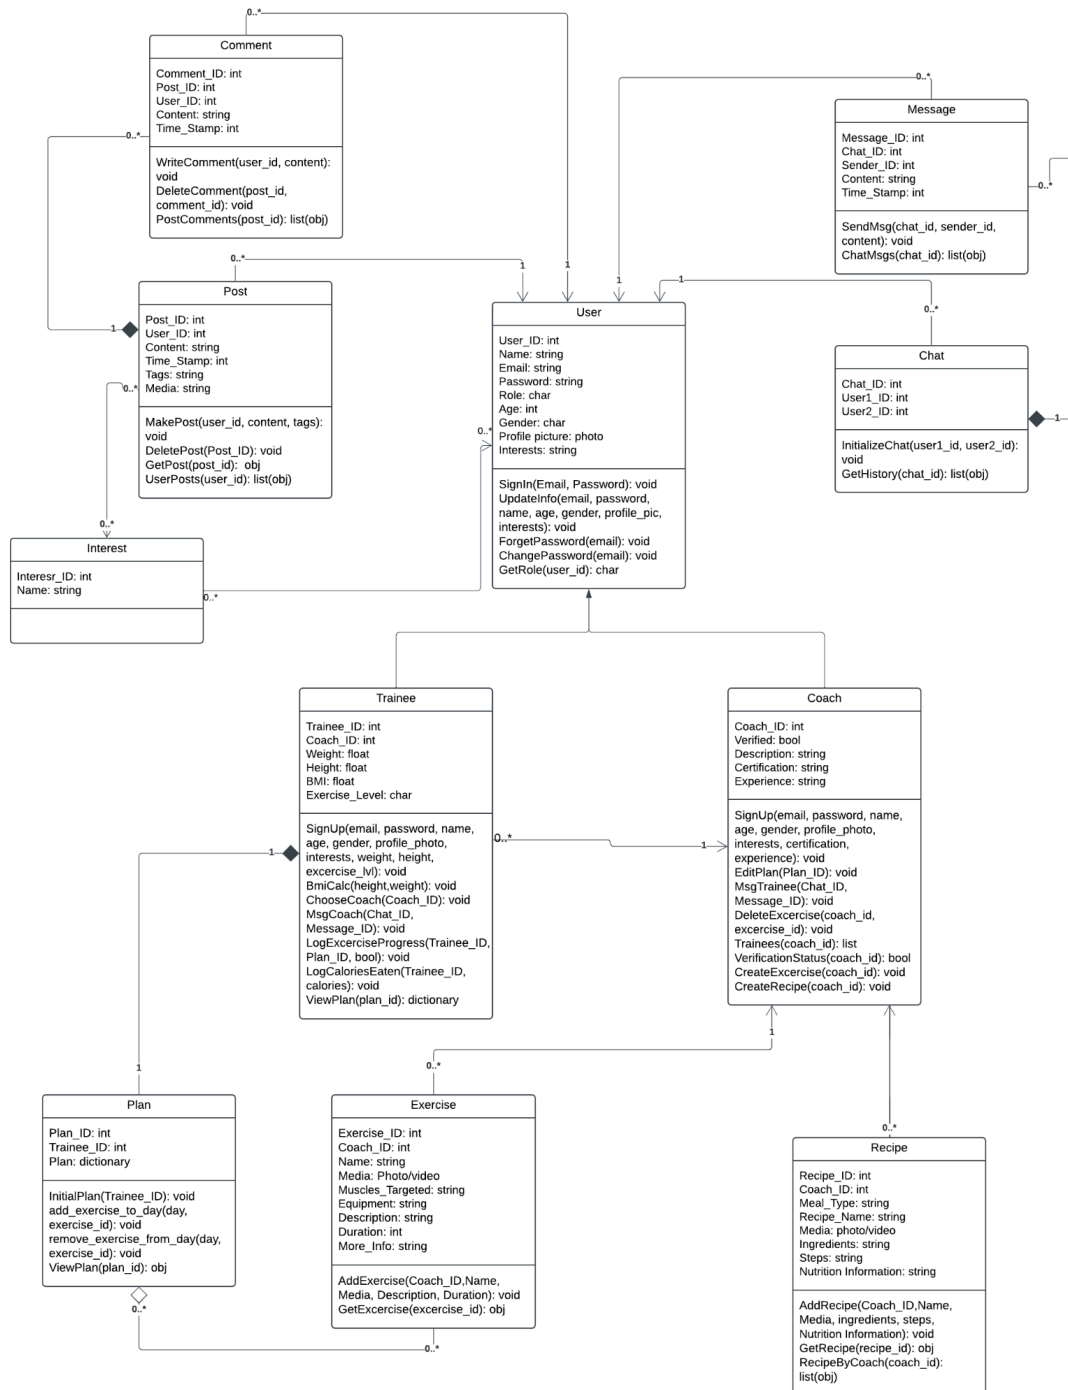 0..*
Comment
Comment_ID: int
Post_ID: int
User_ID: int
Content: string
Time_Stamp: int
0..*
WriteComment(user_id, content):
void
DeleteComment(post_id,
comment_id): void
PostComments(post_id): list(obj)
0..*
Message
Message_ID: int
Chat_ID: int
Sender_ID: int
Content: string
Time_Stamp: int
0..*
SendMsg(chat_id, sender_id,
content): void
ChatMsgs(chat_id): list(obj)
0..*
1
1
1
1
Post
Post_ID: int
User_ID: int
Content: string
Time_Stamp: int
Tags: string
Media: string
1
0..*
MakePost(user_id, content, tags):
void
DeletePost(Post_ID): void
GetPost(post_id):  obj
UserPosts(user_id): list(obj)
User
User_ID: int
Name: string
Email: string
Password: string
Role: char
Age: int
Gender: char
Profile picture: photo
Interests: string
0..*
SignIn(Email, Password): void
UpdateInfo(email, password,
name, age, gender, profile_pic,
interests): void
ForgetPassword(email): void
ChangePassword(email): void
GetRole(user_id): char
0..*
Chat
Chat_ID: int
User1_ID: int
User2_ID: int
1
InitializeChat(user1_id, user2_id):
void
GetHistory(chat_id): list(obj)
0..*
Interest
Interesr_ID: int
Name: string
0..*
Trainee
Trainee_ID: int
Coach_ID: int
Weight: float
Height: float
BMI: float
Exercise_Level: char
SignUp(email, password, name,
age, gender, profile_photo,
interests, weight, height,
excercise_lvl): void
BmiCalc(height,weight): void
ChooseCoach(Coach_ID): void
MsgCoach(Chat_ID,
Message_ID): void
LogExcerciseProgress(Trainee_ID,
Plan_ID, bool): void
LogCaloriesEaten(Trainee_ID,
calories): void
ViewPlan(plan_id): dictionary
1
0..*
1
Coach
Coach_ID: int
Verified: bool
Description: string
Certification: string
Experience: string
SignUp(email, password, name,
age, gender, profile_photo,
interests, certification,
experience): void
EditPlan(Plan_ID): void
MsgTrainee(Chat_ID,
Message_ID): void
DeleteExcercise(coach_id,
excercise_id): void
Trainees(coach_id): list
VerificationStatus(coach_id): bool
CreateExcercise(coach_id): void
CreateRecipe(coach_id): void
1
0..*
1
Plan
Plan_ID: int
Trainee_ID: int
Plan: dictionary
InitialPlan(Trainee_ID): void
add_exercise_to_day(day,
exercise_id): void
remove_exercise_from_day(day,
exercise_id): void
ViewPlan(plan_id): obj
0..*
Exercise
Exercise_ID: int
Coach_ID: int
Name: string
Media: Photo/video
Muscles_Targeted: string
Equipment: string
Description: string
Duration: int
More_Info: string
AddExercise(Coach_ID,Name,
Media, Description, Duration): void
GetExcercise(excercise_id): obj
0..*
0..*
Recipe
Recipe_ID: int
Coach_ID: int
Meal_Type: string
Recipe_Name: string
Media: photo/video
Ingredients: string
Steps: string
Nutrition Information: string
AddRecipe(Coach_ID,Name,
Media, ingredients, steps,
Nutrition Information): void
GetRecipe(recipe_id): obj
RecipeByCoach(coach_id):
list(obj)